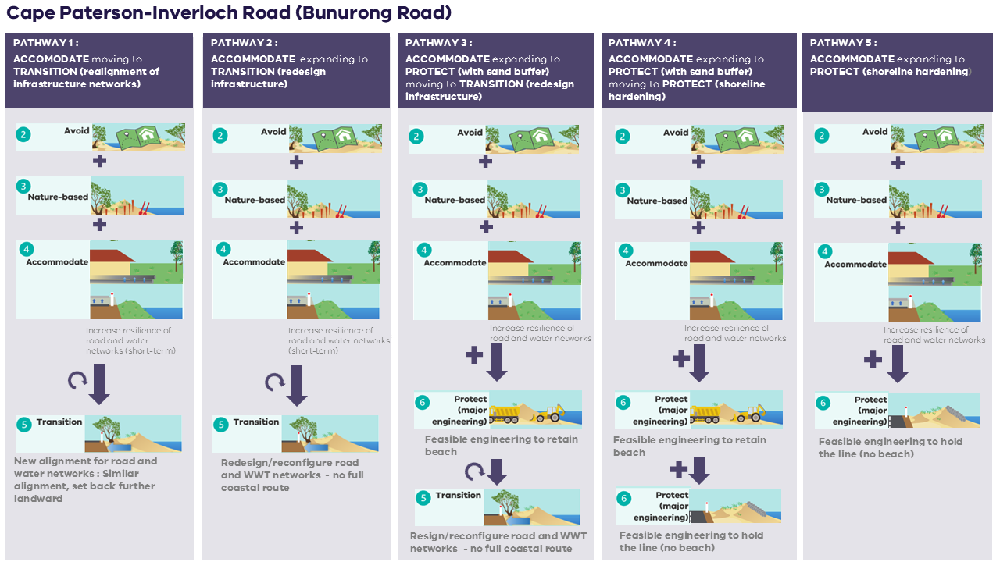 Cape Paterson-Inverloch Road (Bunurong Road)
PATHWAY 1 :
ACCOMODATE moving to
TRANSITION (realignment of
infrastructure networks)
2
Avoid
3
Nature-based
4
Accommodate
Increase resilience of
road and water
networks (short-term)
5
Transition
New alignment for road and
water networks : Similar
alignment, set back further
landward
PATHWAY 2 :
ACCOMMODATE expanding to
TRANSITION (redesign
infrastructure)
2
Avoid
3
Nature-based
4
Accommodate
Increase resilience of
road and water networks
(short-term)
5
Transition
Redesign/reconfigure road
and WWT networks - no full
coastal route
PATHWAY 3 :
ACCOMMODATE expanding to
PROTECT (with sand buffer)
moving to TRANSITION (redesign
infrastructure)
2
Avoid
3
Nature-based
4
Accommodate
Increase resilience of
road and water networks
6
Protect
(major
engineering)
Feasible engineering to retain
beach
5
Transition
Resign/reconfigure road and WWT
networks - no full coastal route
PATHWAY 4 :
ACCOMMODATE expanding to
PROTECT (with sand buffer)
moving to PROTECT (shoreline
hardening)
2
Avoid
3
Nature-based
4
Accommodate
Increase resilience of
road and water networks
6
Protect
(major
engineering)
Feasible engineering to retain
beach
6
Protect
(major
engineering)
Feasible engineering to hold
the line (no beach)
PATHWAY 5 :
ACCOMMODATE expanding to
PROTECT (shoreline hardening)
2
Avoid
3
Nature-based
4
Accommodate
Increase resilience of
road and water networks
6
Protect
(major
engineering)
Feasible engineering to hold
the line (no beach)